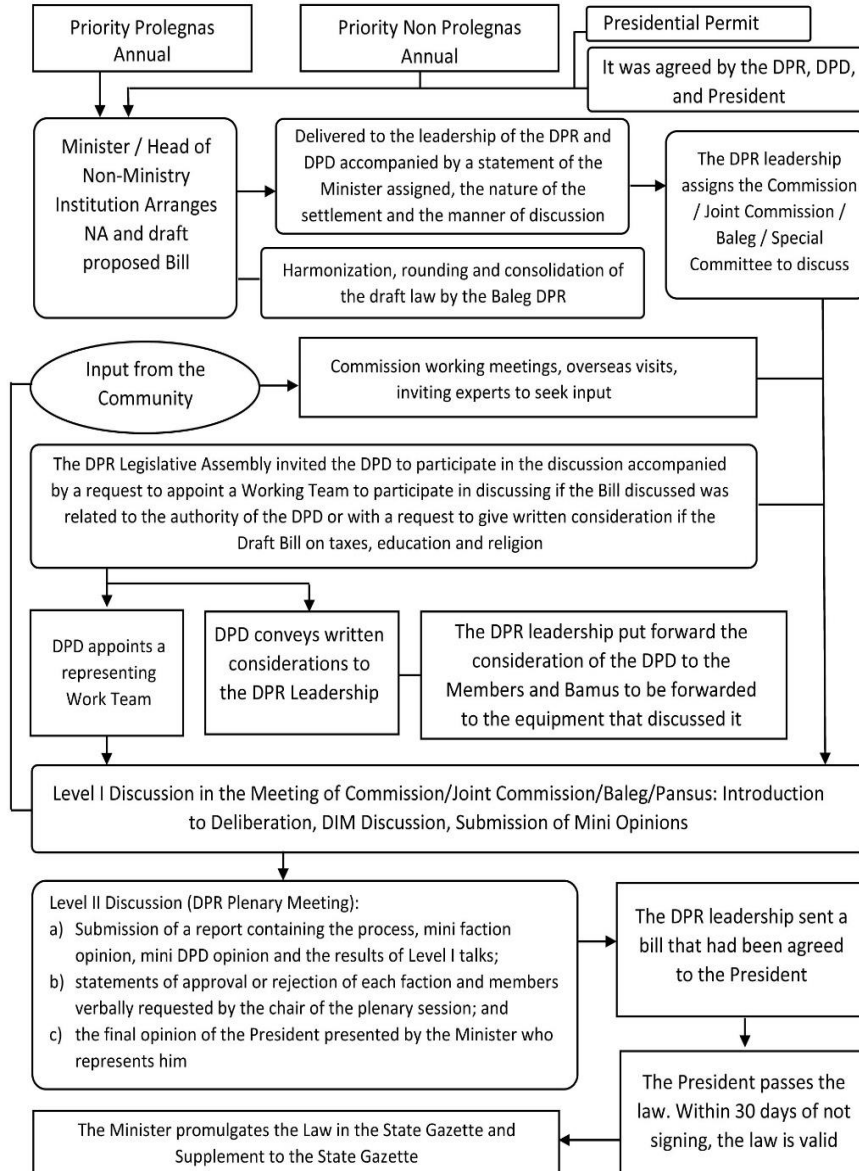 Priority Prolegnas
Annual
Priority Non Prolegnas
Annual
Presidential Permit
It was agreed by the DPR, DPD,
and President
Minister / Head of
Non-Ministry
Institution Arranges
NA and draft
proposed Bill
Delivered to the leadership of the DPR and
DPD accompanied by a statement of the
Minister assigned, the nature of the
settlement and the manner of discussion
The DPR leadership
assigns the Commission
/ Joint Commission /
Baleg / Special
Committee to discuss
Harmonization, rounding and consolidation of
the draft law by the Baleg DPR
Input from the
Community
Commission working meetings, overseas visits,
inviting experts to seek input
The DPR Legislative Assembly invited the DPD to participate in the discussion accompanied
by a request to appoint a Working Team to participate in discussing if the Bill discussed was
related to the authority of the DPD or with a request to give written consideration if the
Draft Bill on taxes, education and religion
DPD appoints a
representing
Work Team
DPD conveys written
considerations to
the DPR Leadership
The DPR leadership put forward the
consideration of the DPD to the
Members and Bamus to be forwarded
to the equipment that discussed it
Level I Discussion in the Meeting of Commission/Joint Commission/Baleg/Pansus: Introduction
to Deliberation, DIM Discussion, Submission of Mini Opinions
Level II Discussion (DPR Plenary Meeting):
a) Submission of a report containing the process, mini faction
opinion, mini DPD opinion and the results of Level I talks;
b) statements of approval or rejection of each faction and members
verbally requested by the chair of the plenary session; and
c) the final opinion of the President presented by the Minister who
represents him
The DPR leadership sent a
bill that had been agreed
to the President
The President passes the
law. Within 30 days of not
signing, the law is valid
The Minister promulgates the Law in the State Gazette and
Supplement to the State Gazette